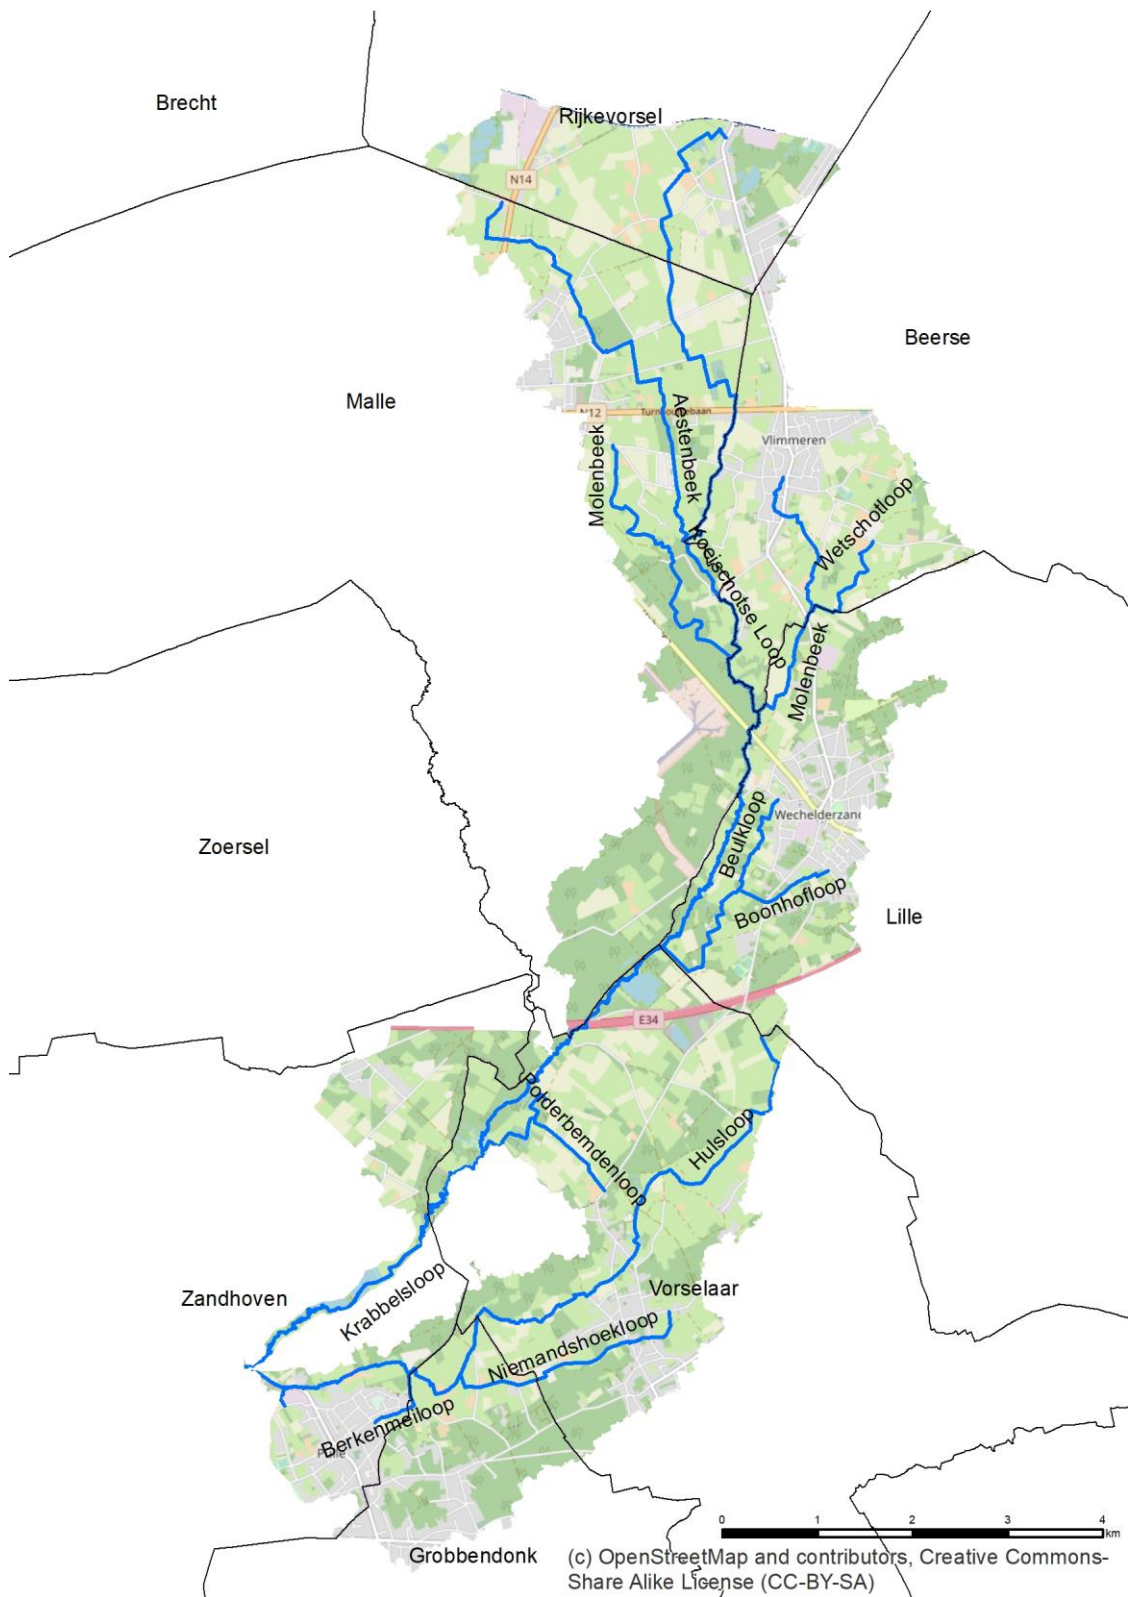 Brecht
Rijkevorsel
N14
Beerse
Malle
N12
Turnhoutsebaan
Vlimmeren
Aestenbeek
Molenbeek
Wetschotloop
Koeischotse Loop
Molenbeek
Beulkloop
Wechelderzand
Zoersel
Boonhofloop
Lille
E34
Polderbemdenloop
Hulsloop
Zandhoven
Krabbelsloop
Vorselaar
Niemandshoekloop
Berkenmeiloop
Grobbendonk
0 1 2 3 4
km
(c) OpenStreetMap and contributors, Creative Commons-
Share Alike License (CC-BY-SA)